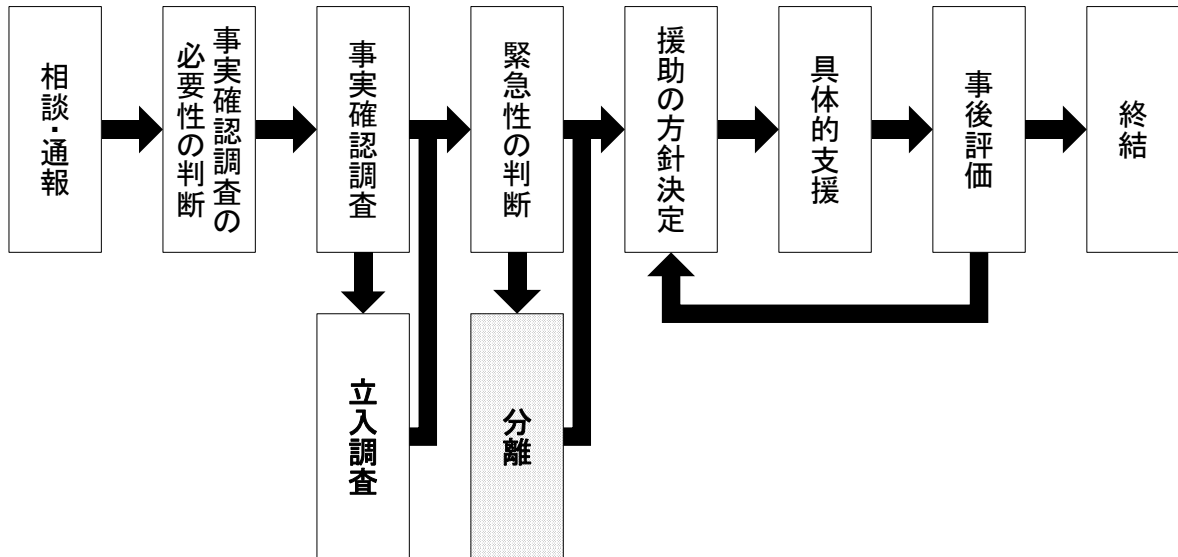 相談・通報
事実確認調査の
必要性の判断
事実確認調査
緊急性の判断
援助の方針決定
具体的支援
事後評価
終結
立入調査
分離